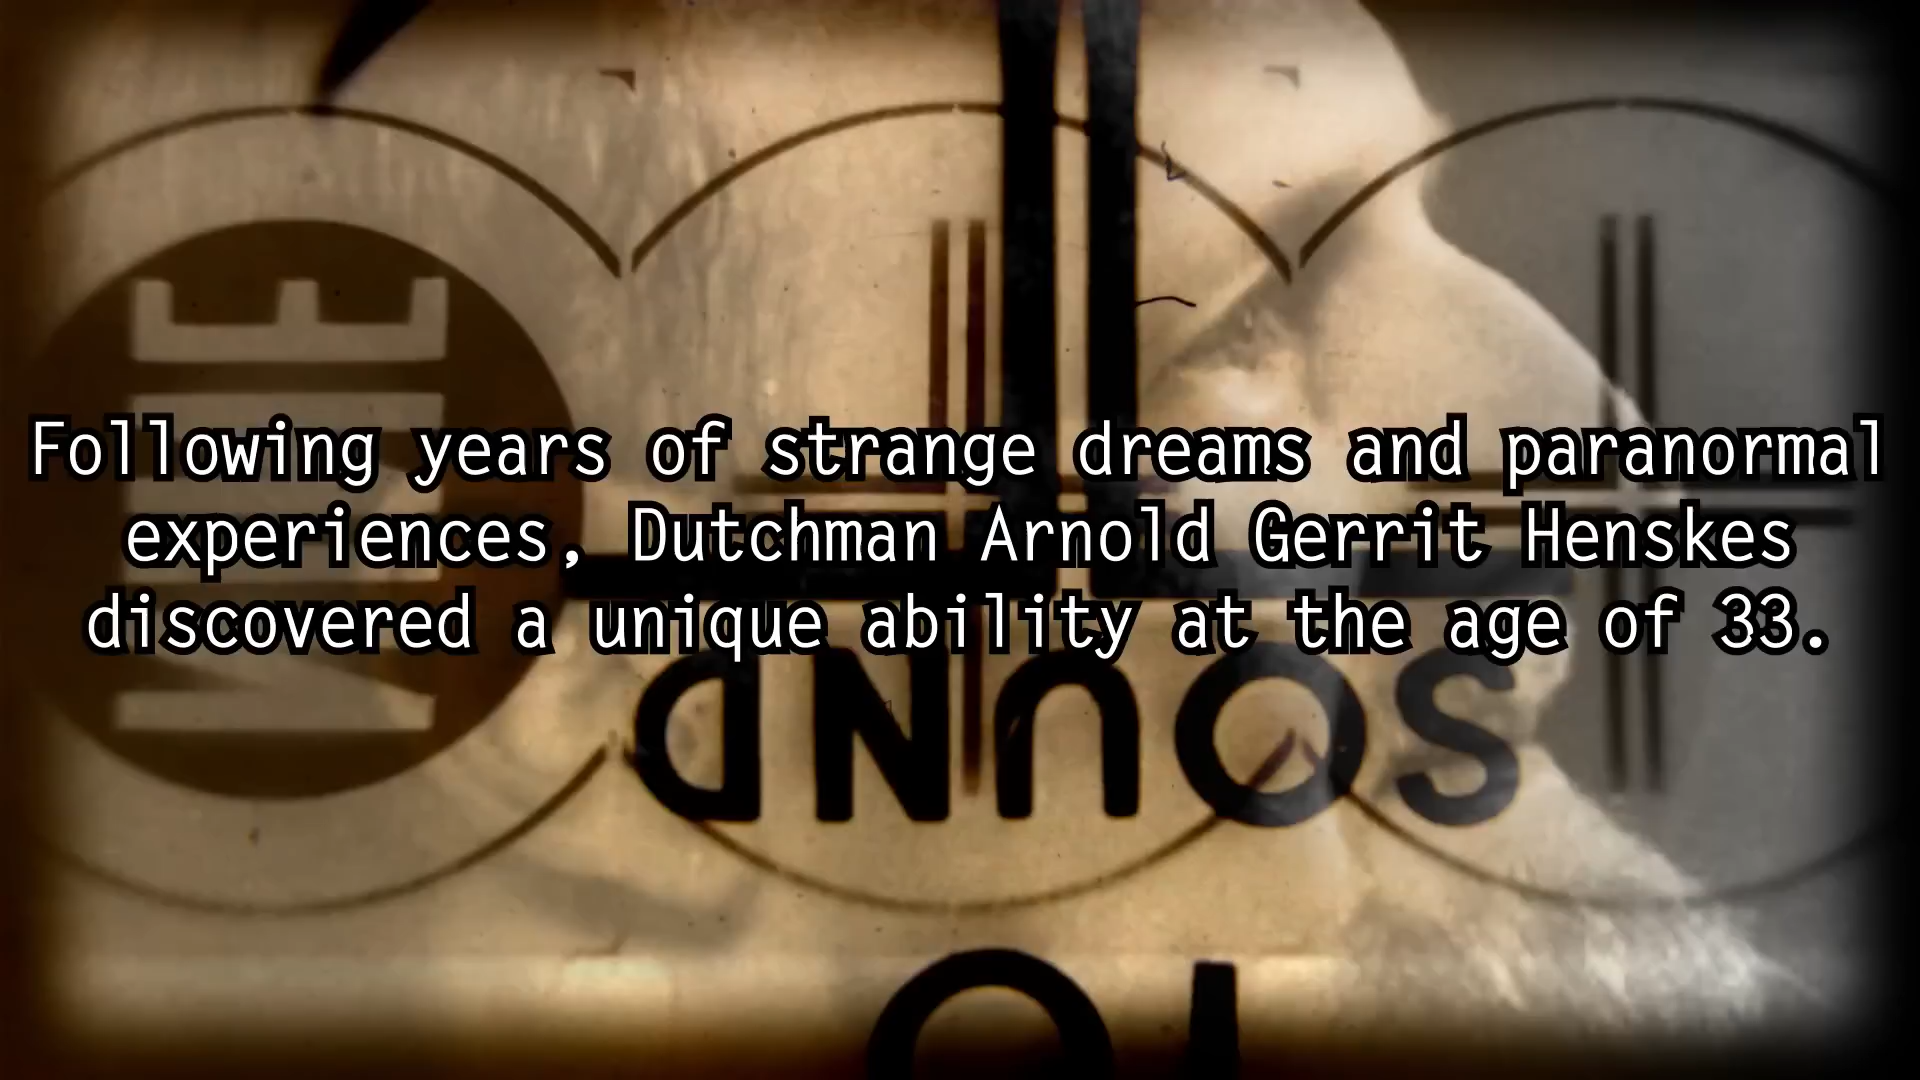 Following years of strange dreams and paranormal
experiences, Dutchman Arnold Gerrit Henskes
discovered a unique ability at the age of 33.
SOUND